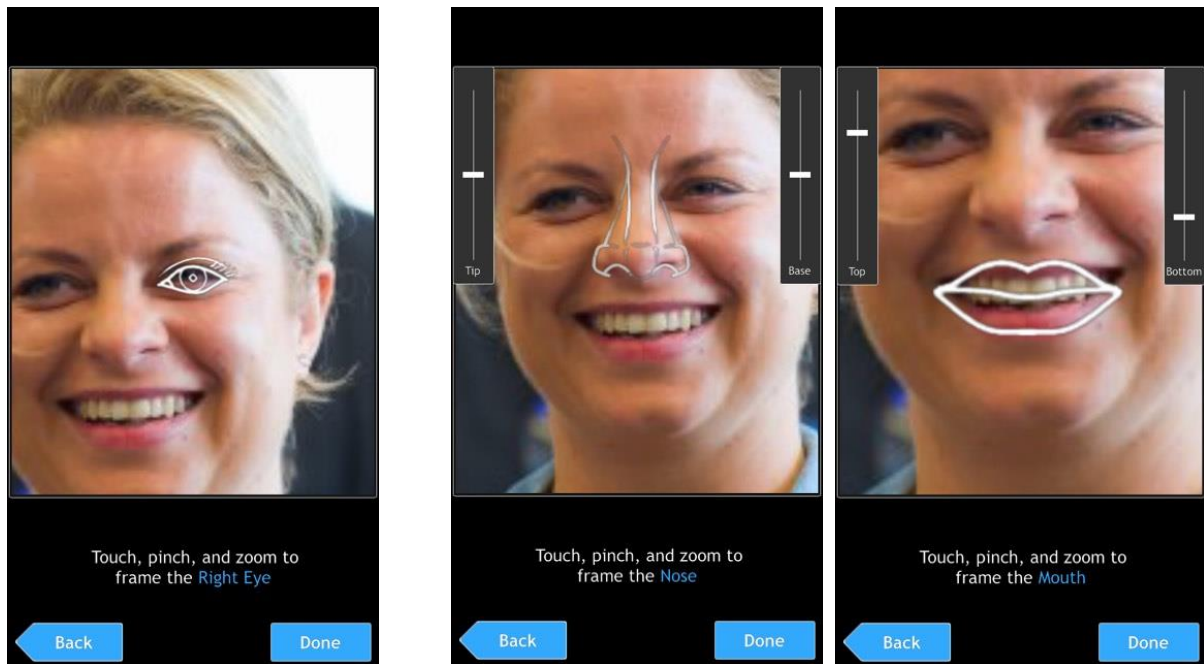 Touch, pinch, and zoom to
frame the Right Eye
Back
Done
Tip
Base
Touch, pinch, and zoom to
frame the Nose
Back
Done
Top
Bottom
Touch, pinch, and zoom to
frame the Mouth
Back
Done